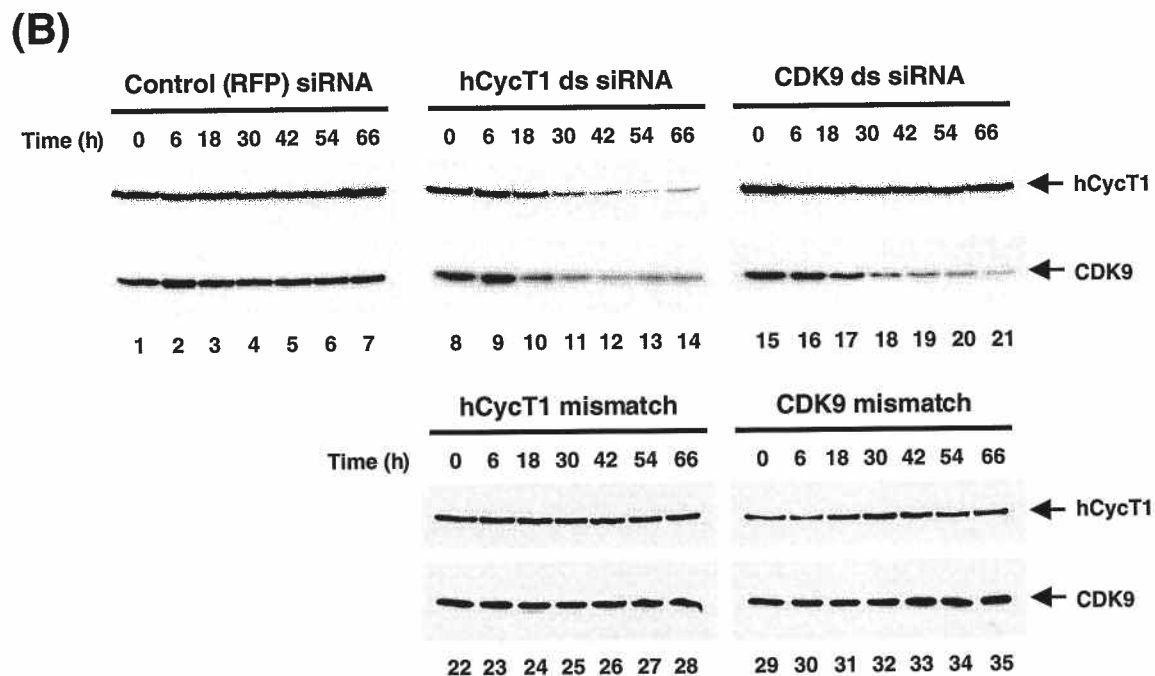 (B)
Control (RFP) siRNA hCycT1 ds siRNA CDK9 ds siRNA
Time (h) 0 6 18 30 42 54 66 0 6 18 30 42 54 66 0 6 18 30 42 54 66
hCycT1
CDK9
1 2 3 4 5 6 7 8 9 10 11 12 13 14 15 16 17 18 19 20 21
hCycT1 mismatch CDK9 mismatch
Time (h) 0 6 18 30 42 54 66 0 6 18 30 42 54 66
hCycT1
CDK9
22 23 24 25 26 27 28 29 30 31 32 33 34 35